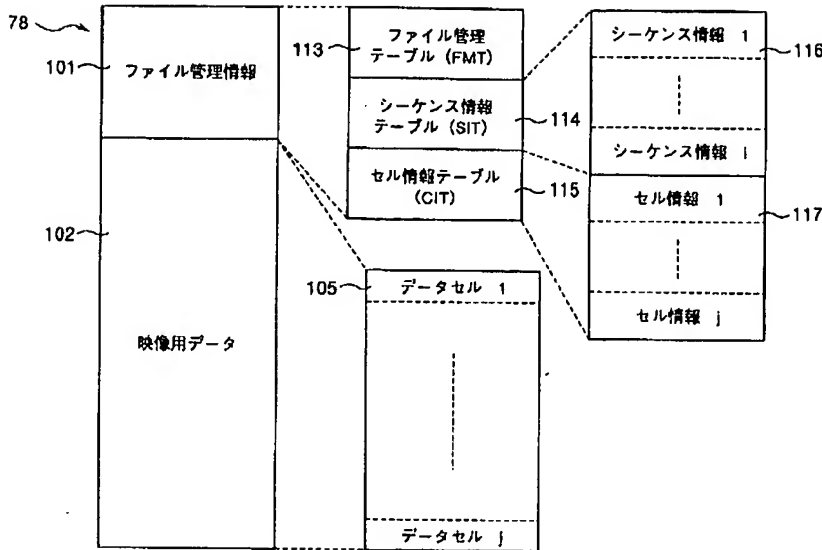 78
101
ファイル管理情報
102
映像用データ
113
ファイル管理
テーブル (FMT)
シーケンス情報
テーブル (SIT)
114
セル情報テーブル
(CIT)
115
105
データセル 1
データセル j
シーケンス情報 1
116
シーケンス情報 i
セル情報 1
117
セル情報 j